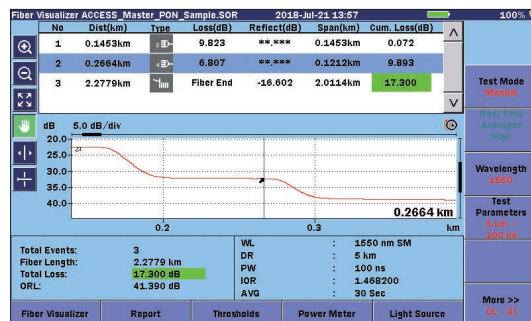 Fiber Visualizer ACCESS_Master_PON_Sample.SOR 2018-Jul-21 13:57 100%
No Dist(km) Type Loss(dB) Reflect(dB) Span(km) Cum. Loss(dB)
1 0.1453km 9.823 **.*** 0.1453km 0.072
2 0.2664km 6.807 **.*** 0.1212km 9.893
3 2.2779km Fiber End -16.602 2.0114km 17.300
dB 5.0 dB/div
20.0
25.0
30.0
35.0
40.0
0.2664 km
0.2 0.3 km
Total Events: 3
Fiber Length: 2.2779 km
Total Loss: 17.300 dB
ORL: 41.390 dB
WL : 1550 nm SM
DR : 5 km
PW : 100 ns
IOR : 1.468200
AVG : 30 Sec
Test Mode
Manual
Real Time
Averages
High
Wavelength
1550
Test
Parameters
5 km
100 ns
More >>
Fiber Visualizer Report Thresholds Power Meter Light Source